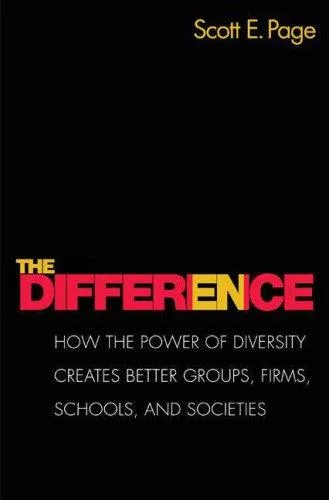 Scott E. Page
THE
DIFFERENCE
HOW THE POWER OF DIVERSITY
CREATES BETTER GROUPS, FIRMS,
SCHOOLS, AND SOCIETIES